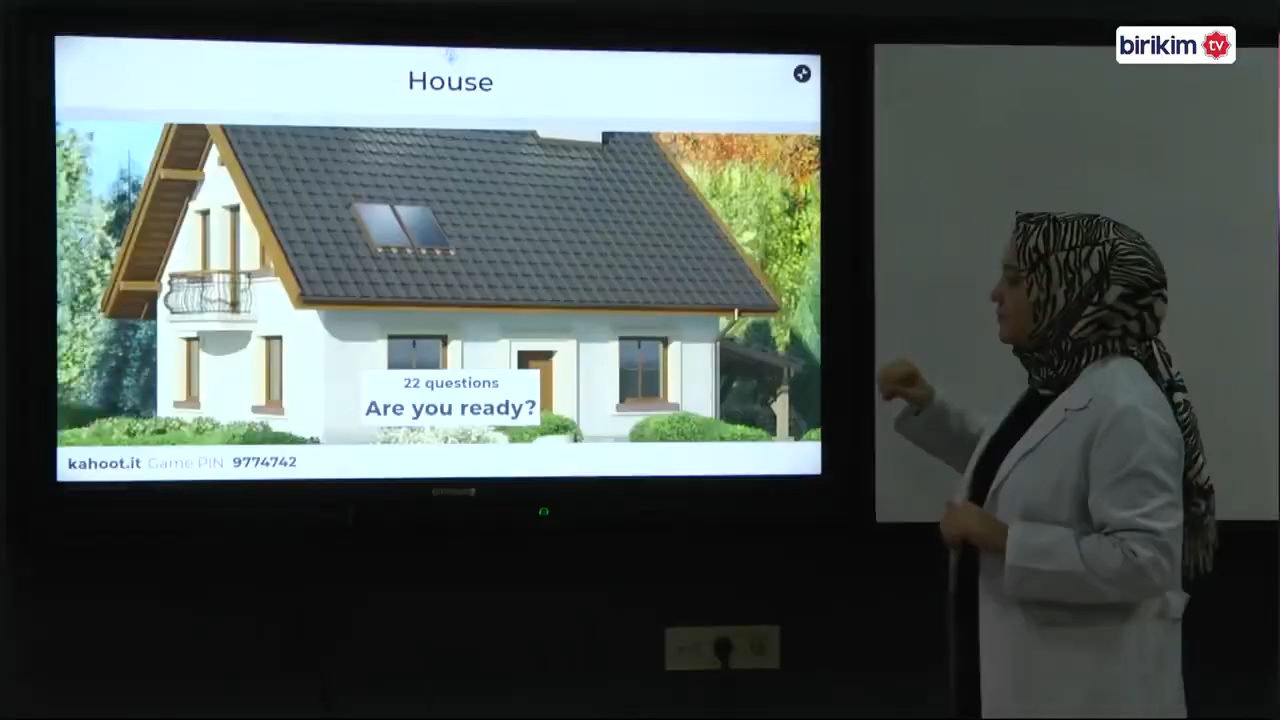 birikim tv
House
22 questions
Are you ready?
kahoot.it Game PIN 9774742